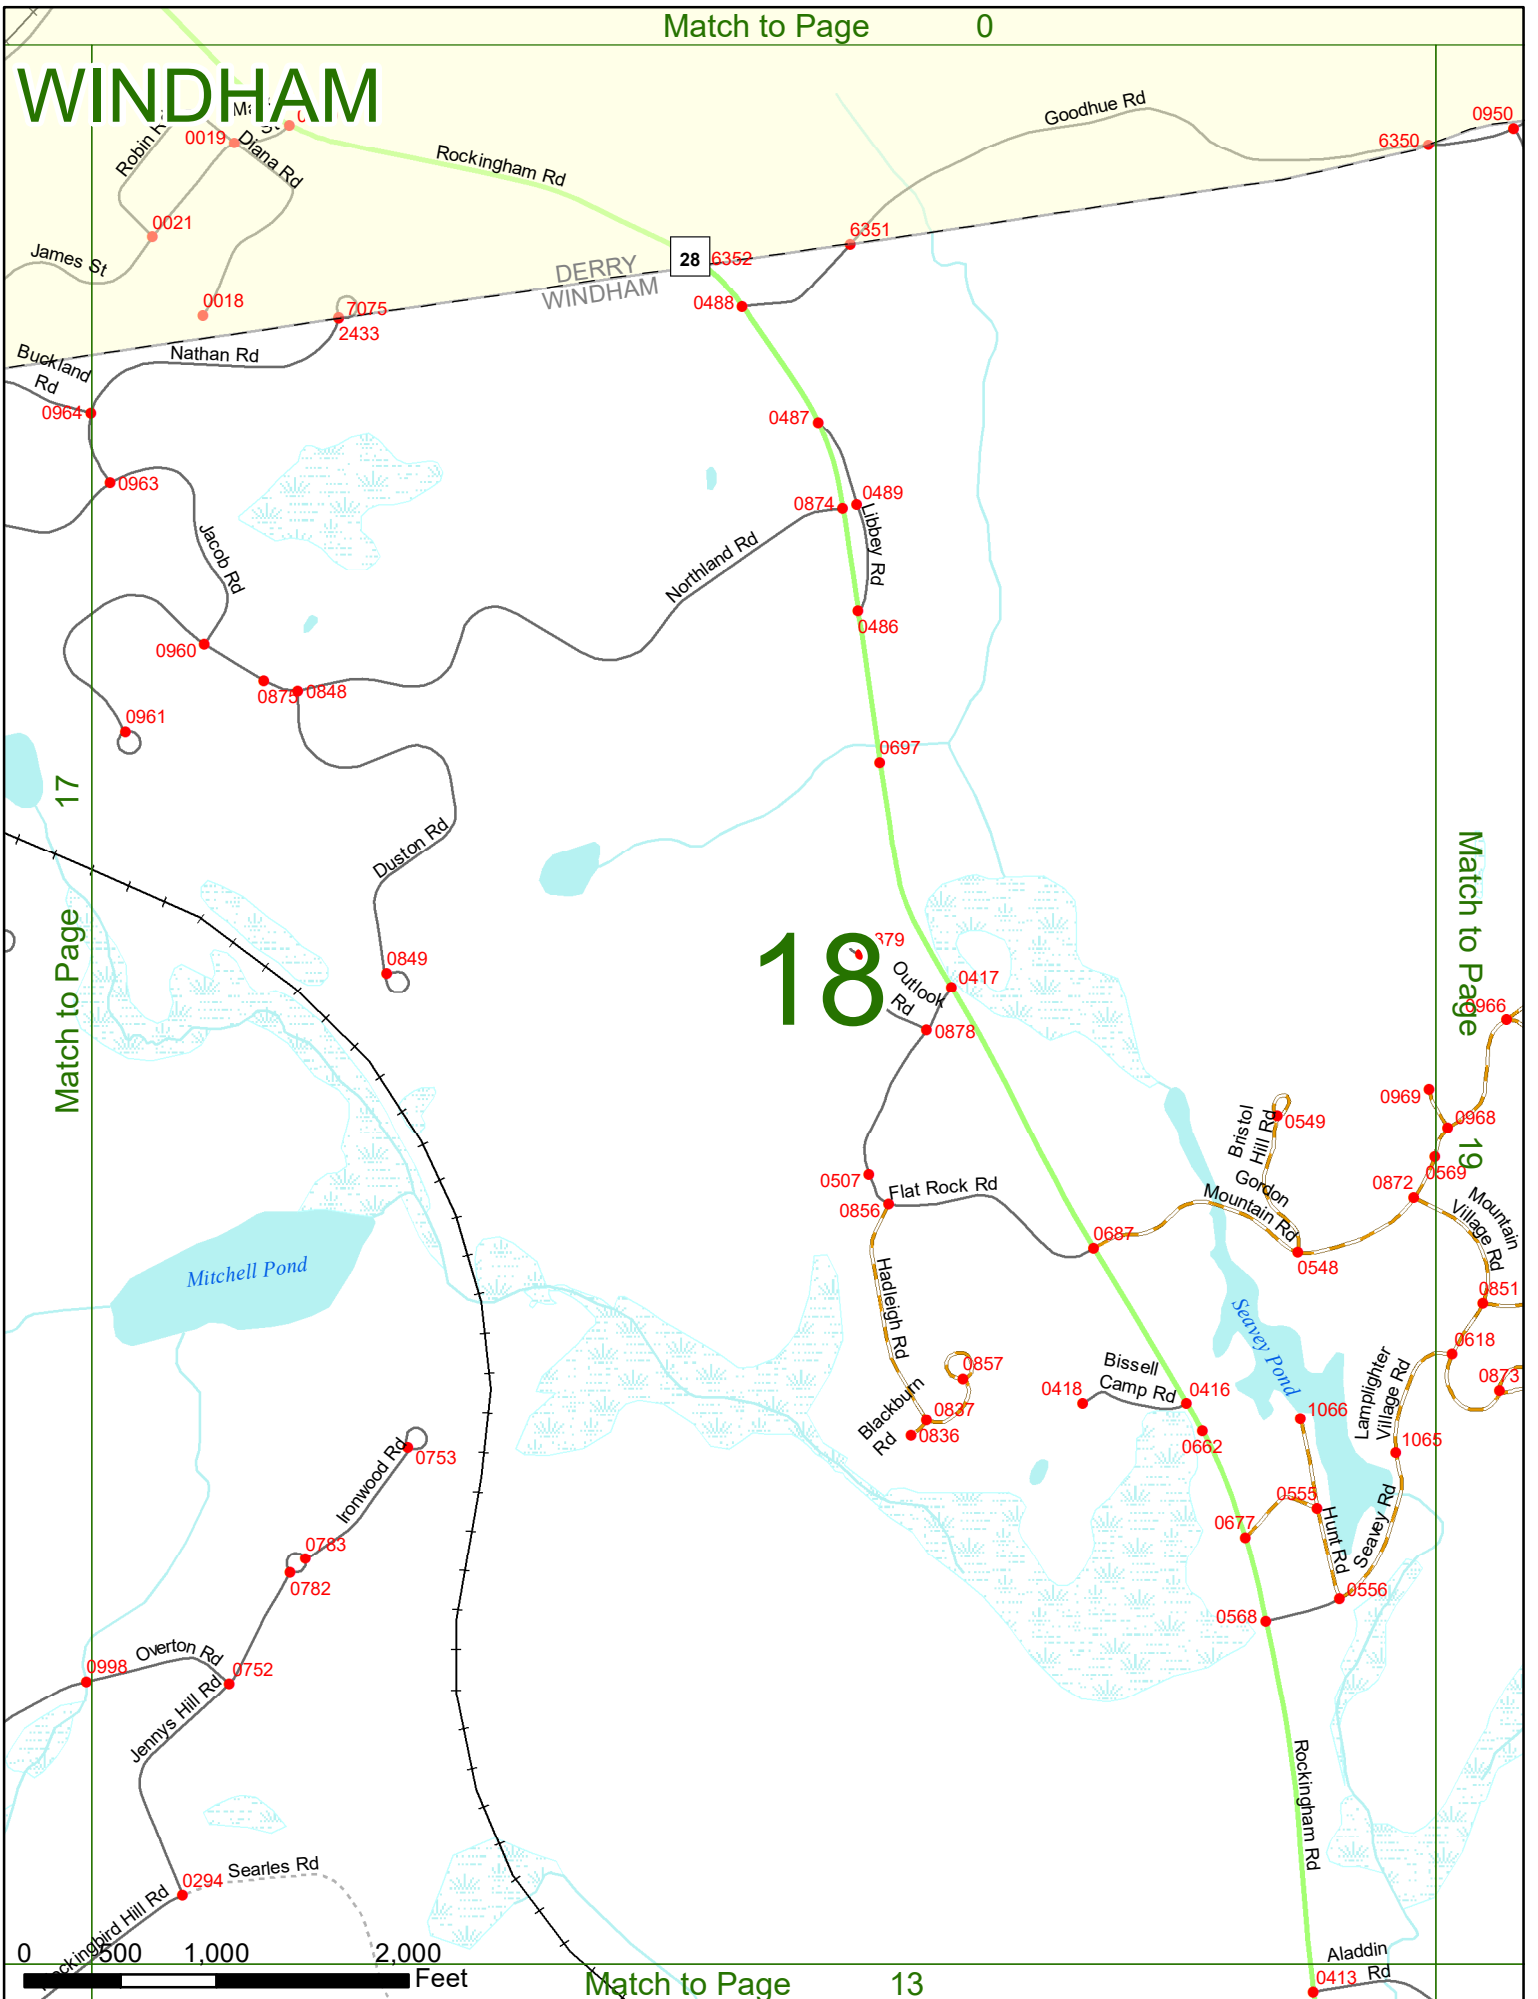 Match to Page 0
WINDHAM
Goodhue Rd
0950
6350
0019
Diana Rd
Rockingham Rd
0021
6351
James St
28
6352
DERRY
WINDHAM
0018
7075
2433
0488
Nathan Rd
Buckland
Rd
0964
0487
0963
0874
0489
Libbey Rd
Jacob Rd
Northland Rd
0486
0960
0875
0848
0961
0697
Match to Page 17
Duston Rd
Match to Page 19
18
0849
Outlook
Rd
0417
0878
0966
0969
0968
Bristol
Hill Rd
0549
0569
0507
0856
Flat Rock Rd
0872
Gordon
Mountain Rd
Mountain
Village Rd
0687
0548
Mitchell Pond
Hadleigh Rd
Seavey Pond
0851
0618
Lamplighter
Village Rd
0873
0857
Bissell
Camp Rd
0418
0416
Blackburn
Rd
0837
0836
1066
0662
1065
Ironwood Rd
0753
0555
0677
Hunt Rd
Seavey Rd
0783
0782
0556
0568
Overton Rd
0998
0752
Jennys Hill Rd
Rockingham Rd
Searles Rd
0294
0 500 1,000 2,000
Feet
Aladdin
Rd
0413
Match to Page 13